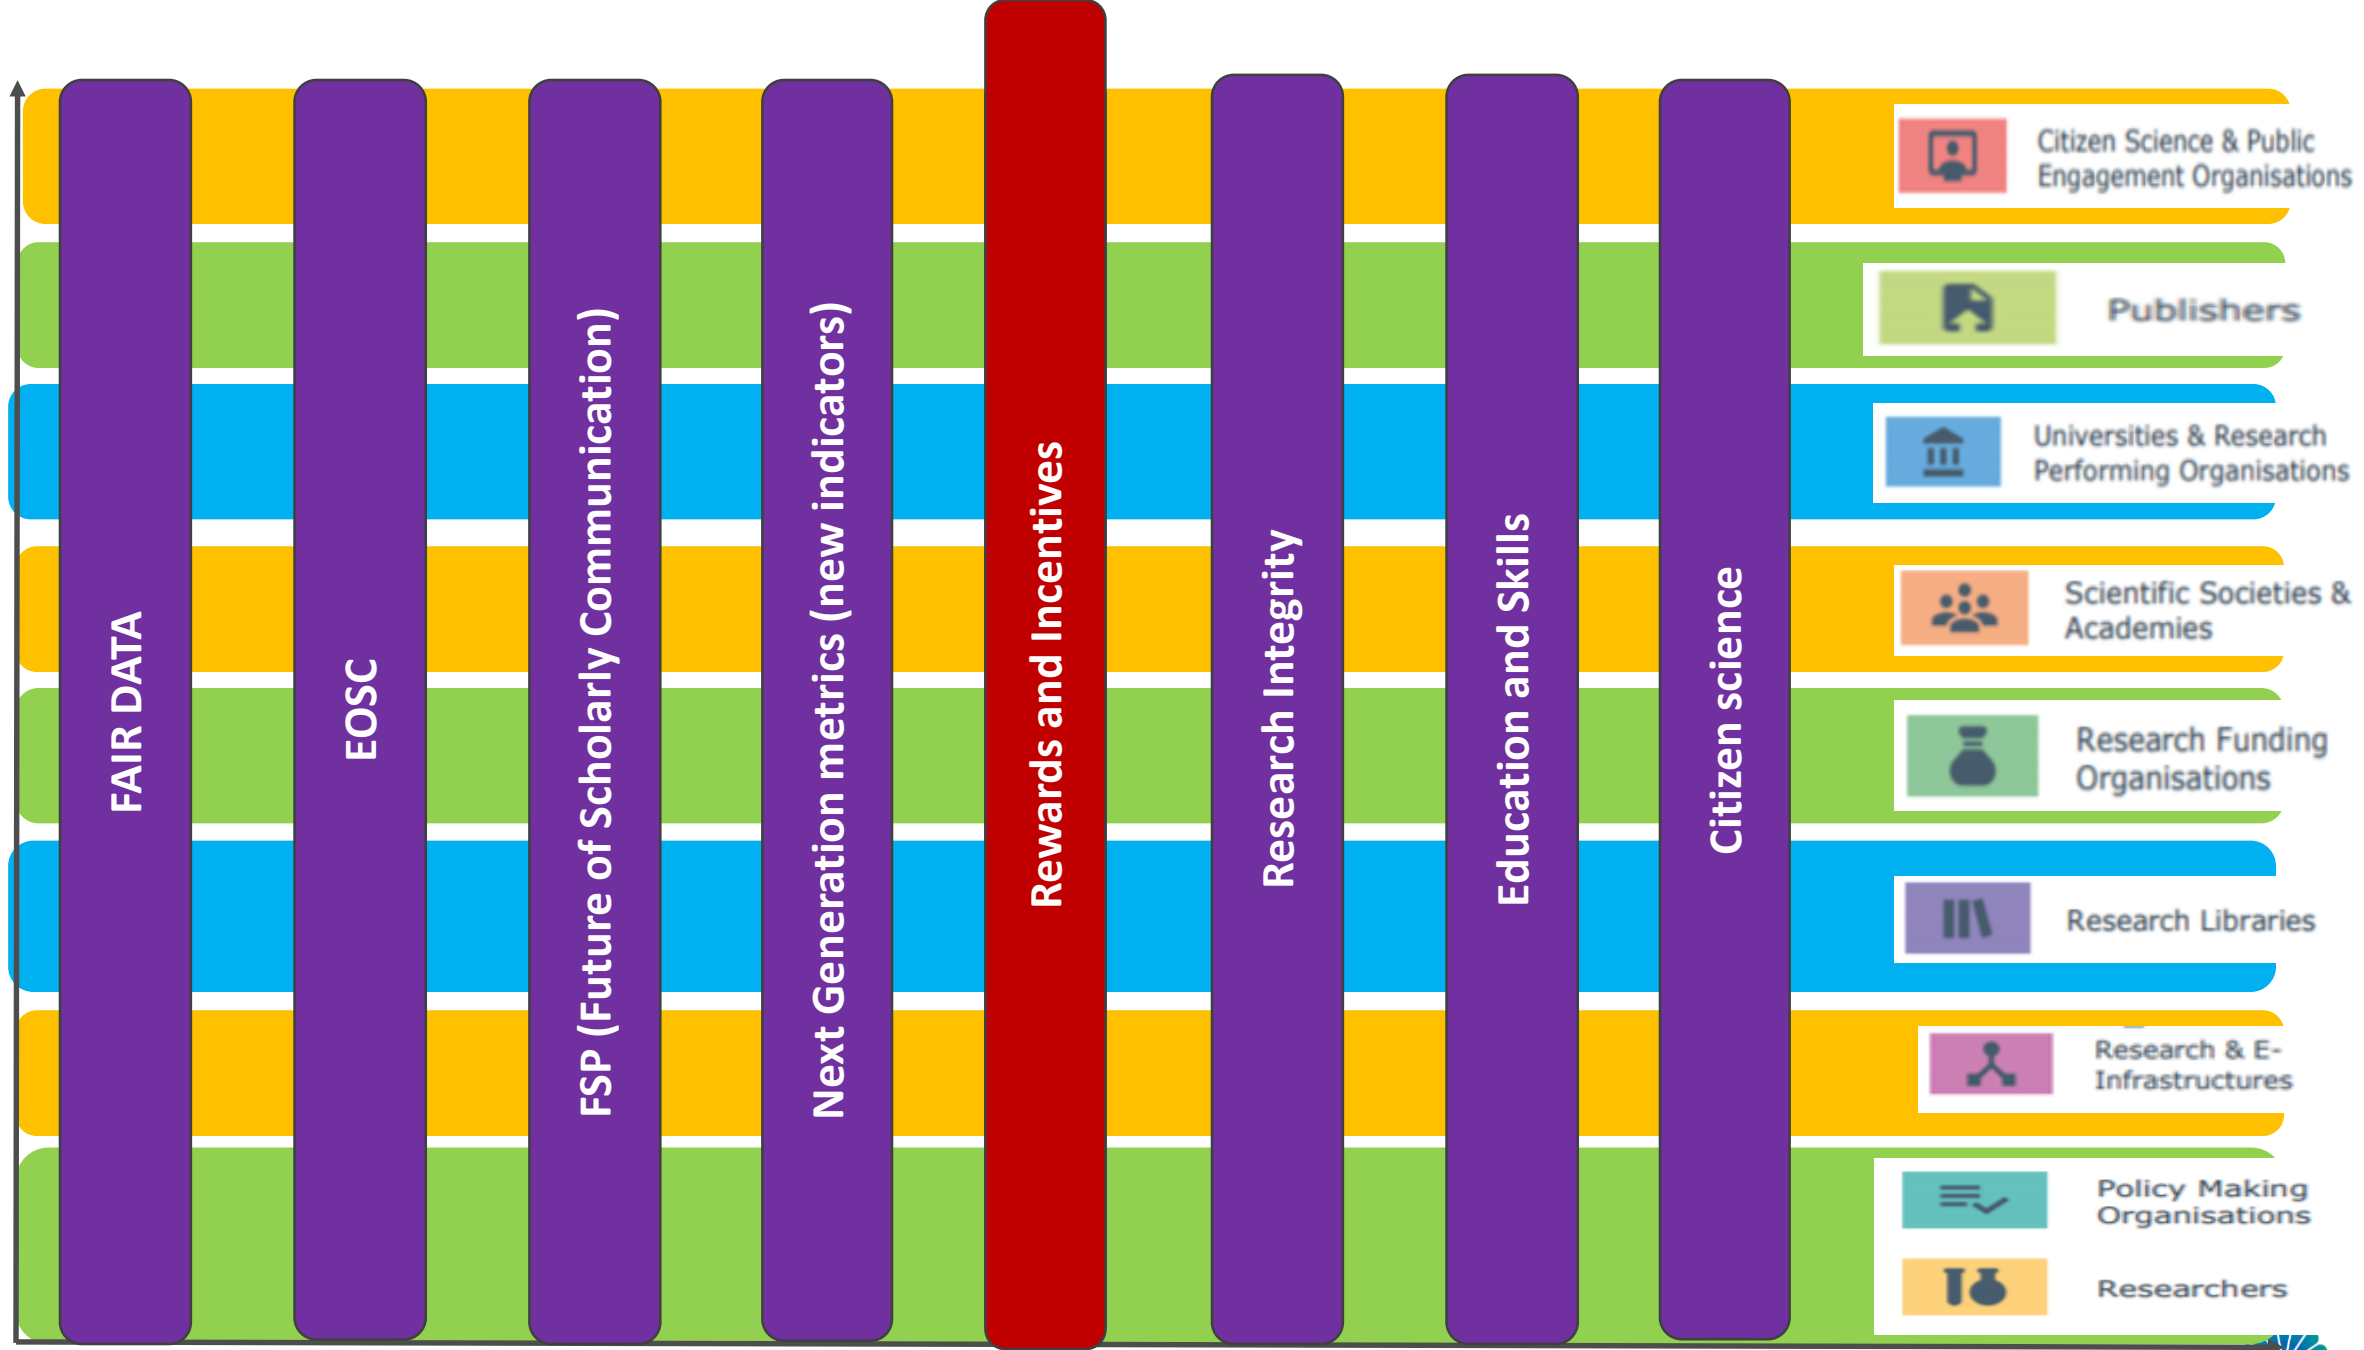 FAIR DATA
EOSC
FSP (Future of Scholarly Communication)
Next Generation metrics (new indicators)
Rewards and Incentives
Research Integrity
Education and Skills
Citizen science
Citizen Science & Public
Engagement Organisations
Publishers
Universities & Research
Performing Organisations
Scientific Societies &
Academies
Research Funding
Organisations
Research Libraries
Research & E-
Infrastructures
Policy Making
Organisations
Researchers